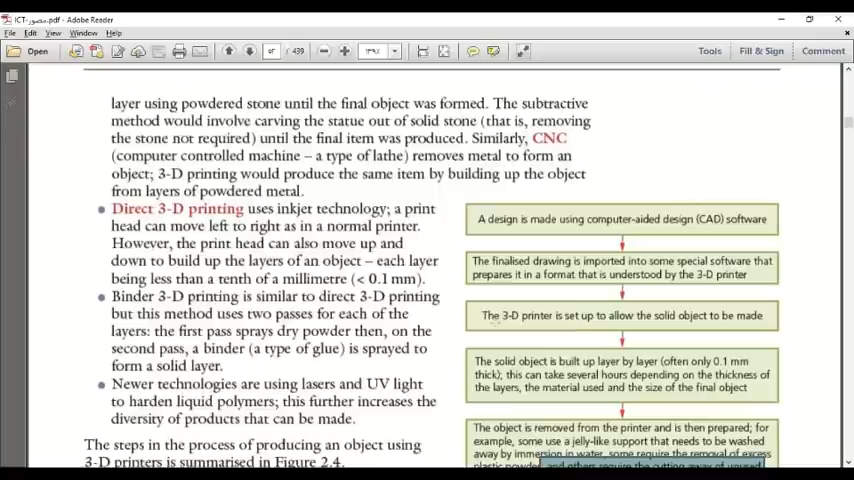 ICT-مصور.pdf - Adobe Reader
File Edit View Window Help
Open
٥٢ / 439
Tools Fill & Sign Comment
layer using powdered stone until the final object was formed. The subtractive
method would involve carving the statue out of solid stone (that is, removing
the stone not required) until the final item was produced. Similarly, CNC
(computer controlled machine – a type of lathe) removes metal to form an
object; 3-D printing would produce the same item by building up the object
from layers of powdered metal.
• Direct 3-D printing uses inkjet technology; a print
head can move left to right as in a normal printer.
However, the print head can also move up and
down to build up the layers of an object – each layer
being less than a tenth of a millimetre (< 0.1 mm).
• Binder 3-D printing is similar to direct 3-D printing
but this method uses two passes for each of the
layers: the first pass sprays dry powder then, on the
second pass, a binder (a type of glue) is sprayed to
form a solid layer.
• Newer technologies are using lasers and UV light
to harden liquid polymers; this further increases the
diversity of products that can be made.
The steps in the process of producing an object using
3-D printers is summarised in Figure 2.4.
A design is made using computer-aided design (CAD) software
The finalised drawing is imported into some special software that
prepares it in a format that is understood by the 3-D printer
The 3-D printer is set up to allow the solid object to be made
The solid object is built up layer by layer (often only 0.1 mm
thick); this can take several hours depending on the thickness of
the layers, the material used and the size of the final object
The object is removed from the printer and is then prepared; for
example, some use a jelly-like support that needs to be washed
away by immersion in water, some require the removal of excess
plastic powder and others require the cutting away of unused